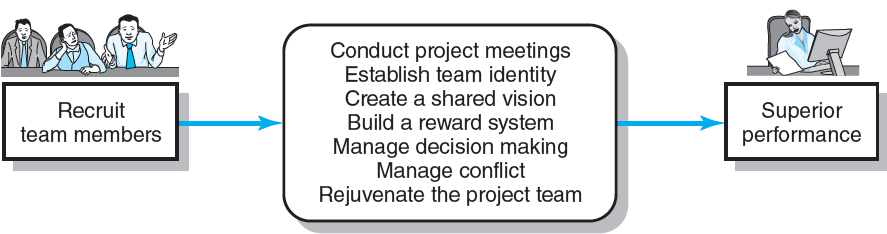 Recruit
team members
Conduct project meetings
Establish team identity
Create a shared vision
Build a reward system
Manage decision making
Manage conflict
Rejuvenate the project team
Superior
performance